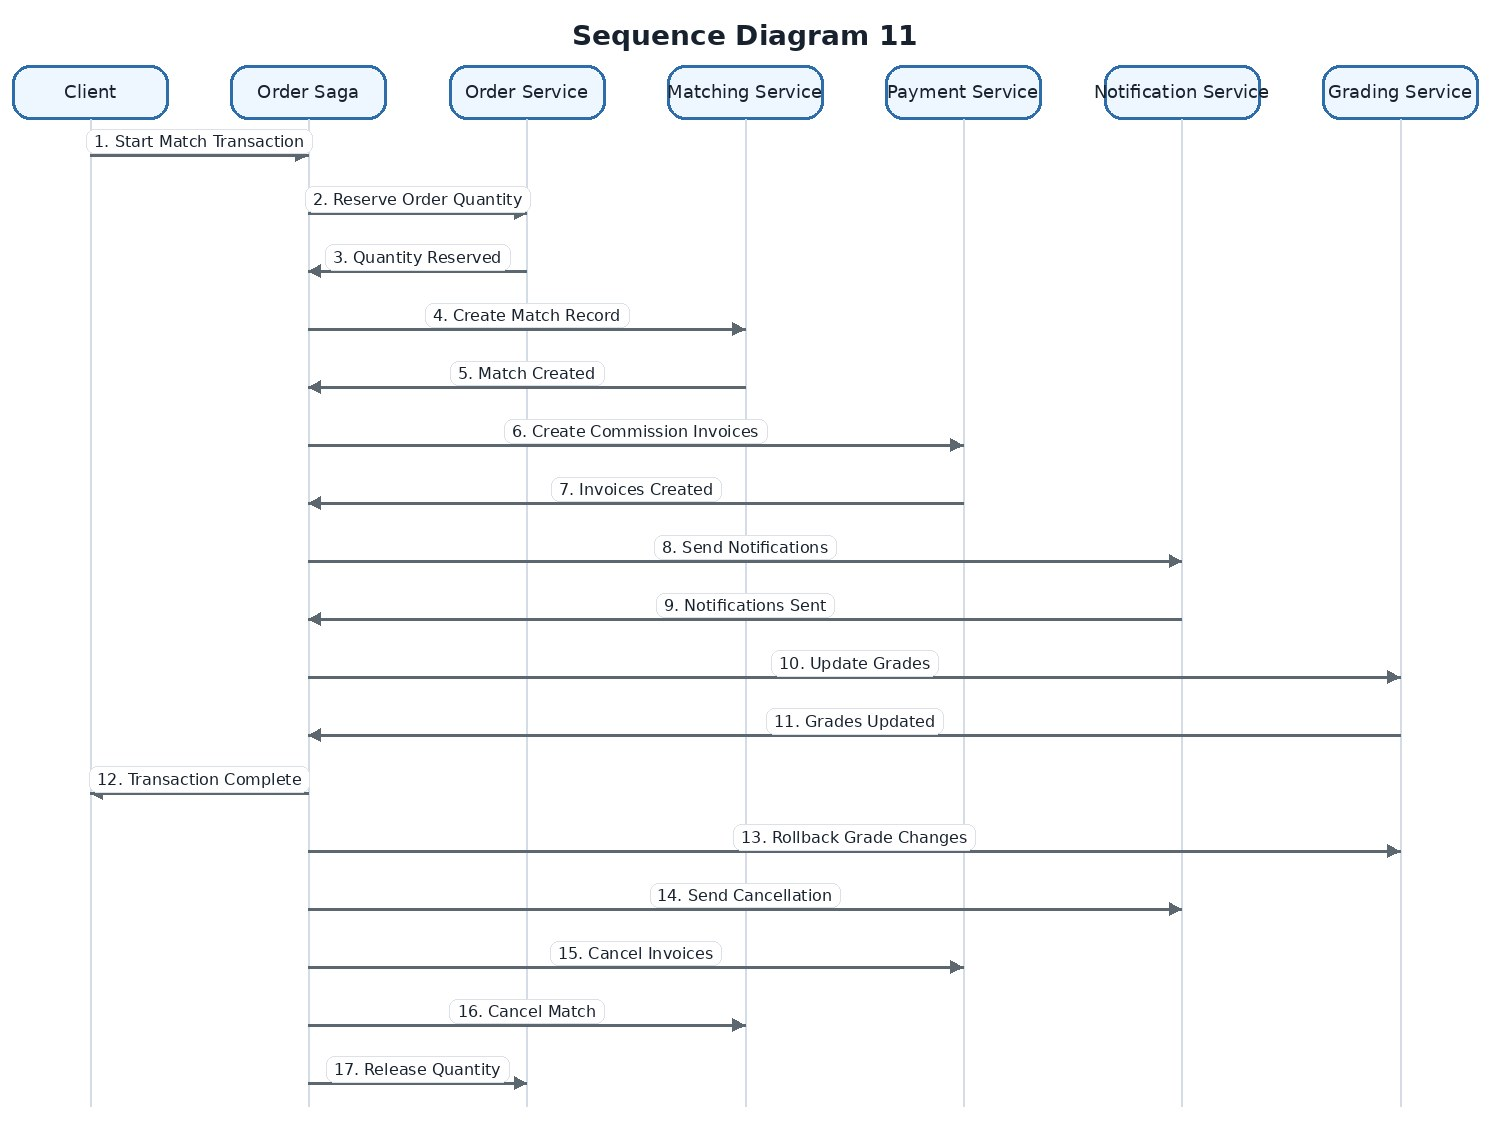 Sequence Diagram 11
Client
Order Saga
Order Service
Matching Service
Payment Service
Notification Service
Grading Service
1. Start Match Transaction
2. Reserve Order Quantity
3. Quantity Reserved
4. Create Match Record
5. Match Created
6. Create Commission Invoices
7. Invoices Created
8. Send Notifications
9. Notifications Sent
10. Update Grades
11. Grades Updated
12. Transaction Complete
13. Rollback Grade Changes
14. Send Cancellation
15. Cancel Invoices
16. Cancel Match
17. Release Quantity